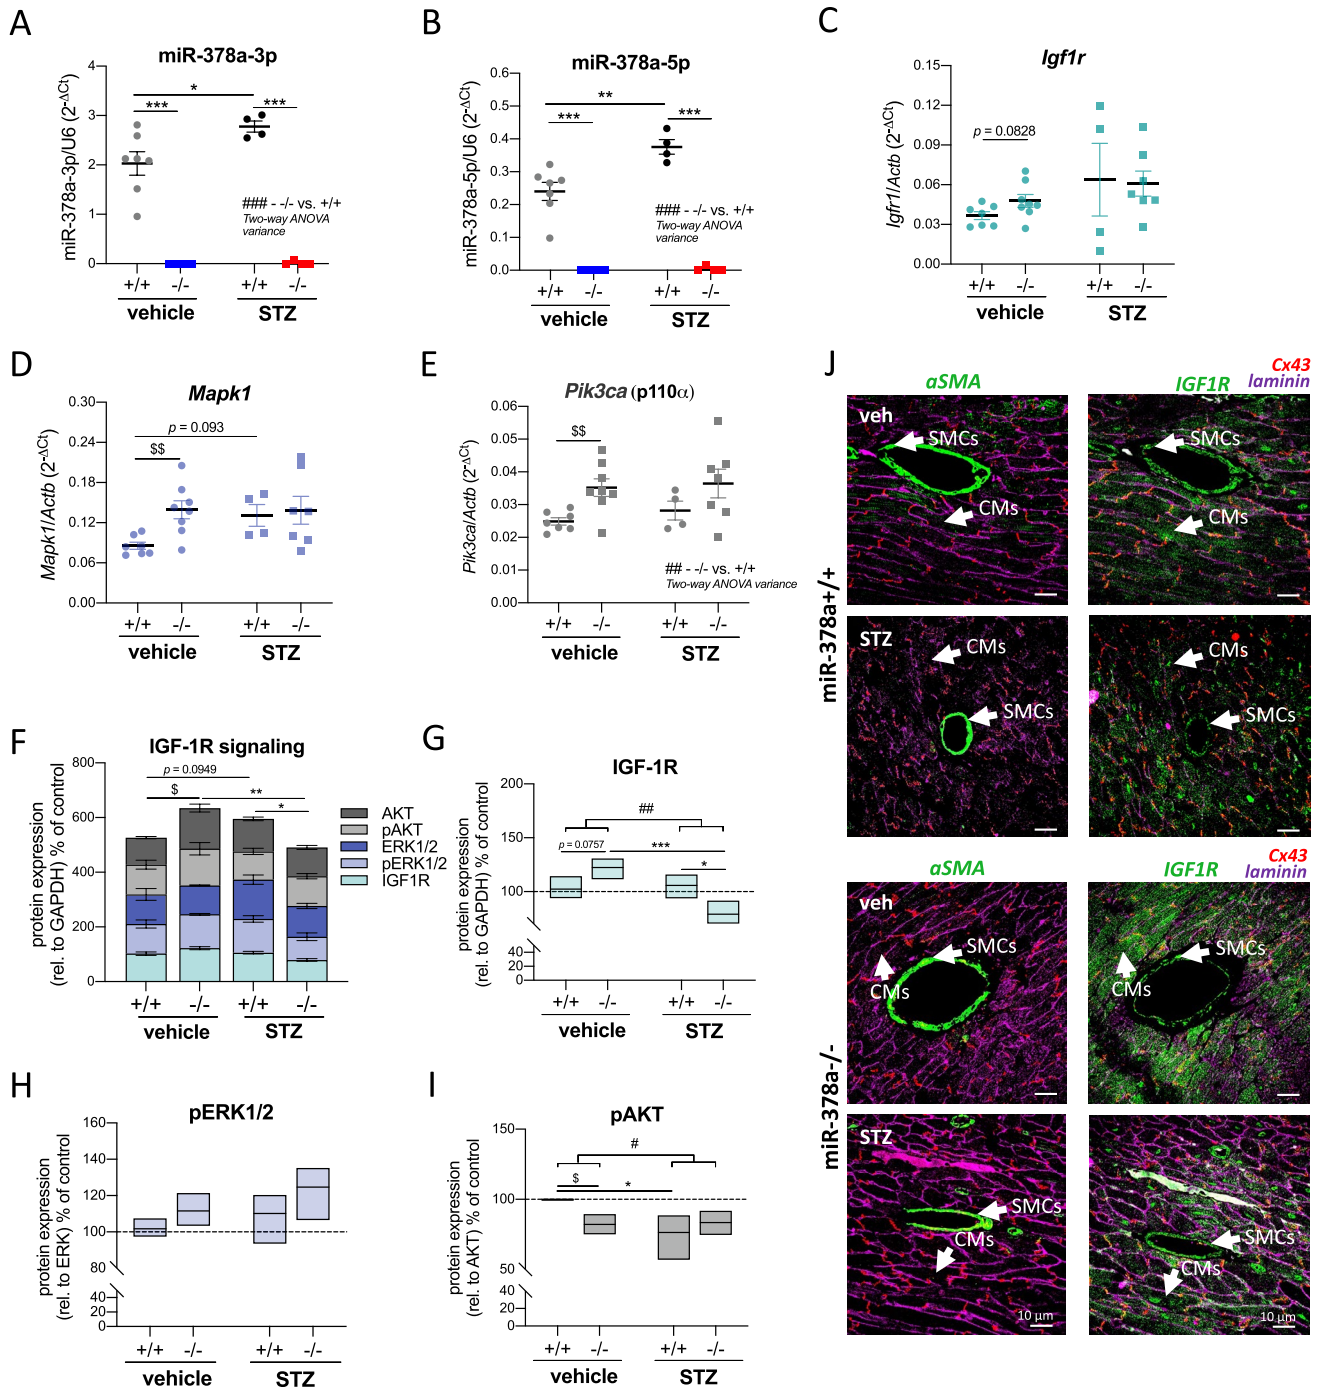 A
miR-378a-3p
miR-378a-3p/U6 (2-ΔCt)
4
3
2
1
0
*
***
***
### - -/- vs. +/+
Two-way ANOVA
variance
+/+ -/- +/+ -/-
vehicle STZ
B
miR-378a-5p
miR-378a-5p/U6 (2-ΔCt)
0.6
0.5
0.4
0.3
0.2
0.1
0.0
**
***
***
### - -/- vs. +/+
Two-way ANOVA
variance
+/+ -/- +/+ -/-
vehicle STZ
C
Igf1r
Igfr1/Actb (2-ΔCt)
0.15
0.12
0.09
0.06
0.03
0.00
p = 0.0828
+/+ -/- +/+ -/-
vehicle STZ
D
Mapk1
Mapk1/Actb (2-ΔCt)
0.30
0.24
0.18
0.12
0.06
0.00
p = 0.093
$$
+/+ -/- +/+ -/-
vehicle STZ
E
Pik3ca (p110α)
Pik3ca/Actb (2-ΔCt)
0.06
0.05
0.04
0.03
0.02
0.01
0.00
$$
## - -/- vs. +/+
Two-way ANOVA variance
+/+ -/- +/+ -/-
vehicle STZ
F
IGF-1R signaling
protein expression
(rel. to GAPDH) % of control
800
600
400
200
0
p = 0.0949
$
**
*
AKT
pAKT
ERK1/2
pERK1/2
IGF1R
+/+ -/- +/+ -/-
vehicle STZ
G
IGF-1R
protein expression
(rel. to GAPDH) % of control
200
150
100
40
20
0
##
p = 0.0757
***
*
+/+ -/- +/+ -/-
vehicle STZ
H
pERK1/2
protein expression
(rel. to ERK) % of control
160
140
120
100
80
40
20
0
+/+ -/- +/+ -/-
vehicle STZ
I
pAKT
protein expression
(rel. to AKT) % of control
150
100
50
40
20
0
#
$
*
+/+ -/- +/+ -/-
vehicle STZ
J
aSMA
IGF1R
Cx43
laminin
miR-378a+/+
veh
SMCs
CMs
SMCs
CMs
STZ
CMs
SMCs
CMs
SMCs
aSMA
IGF1R
Cx43
laminin
miR-378a-/-
veh
SMCs
CMs
SMCs
CMs
STZ
SMCs
CMs
10 µm
SMCs
CMs
10 µm